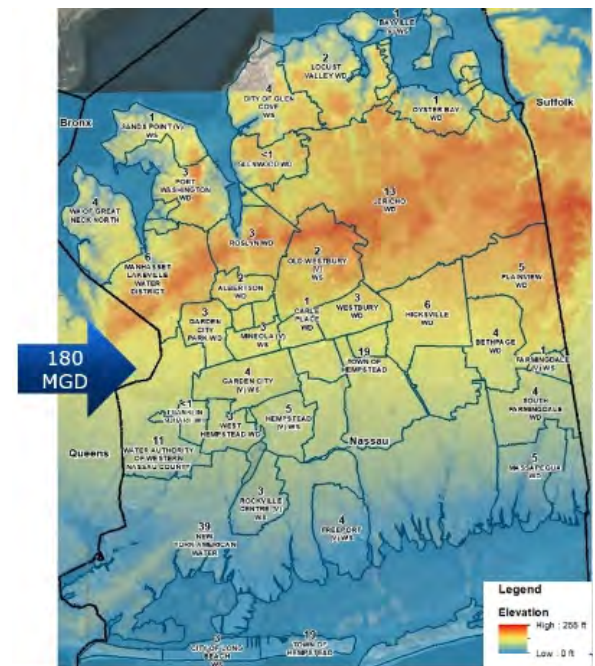 1
BAYVILLE
(V) WS
2
LOCUST
VALLEY WD
4
CITY OF GLEN
COVE
WS
1
OYSTER BAY
WD
Suffolk
Bronx
1
SANDS POINT (V)
WS
<1
GLENWOOD WD
3
PORT
WASHINGTON
WD
13
JERICHO
WD
4
WA OF GREAT
NECK NORTH
3
ROSLYN WD
2
OLD WESTBURY
(V)
WS
6
MANHASSET
LAKEVILLE
WATER
DISTRICT
5
PLAINVIEW
WD
2
ALBERTSON
WD
3
GARDEN
CITY
PARK WD
3
MINEOLA (V)
WS
1
CARLE
PLACE
WD
3
WESTBURY
WD
6
HICKSVILLE
WD
4
BETHPAGE
WD
180
MGD
19
TOWN OF
HEMPSTEAD
1
FARMINGDALE
(V) WS
4
GARDEN CITY
(V) WS
4
SOUTH
FARMINGDALE
WD
<1
FRANKLIN
3
WEST
HEMPSTEAD WD
5
HEMPSTEAD
(V) WS
Nassau
Queens
11
WATER AUTHORITY
OF WESTERN
NASSAU COUNTY
5
MASSAPEQUA
WD
3
ROCKVILLE
CENTRE (V)
WS
4
FREEPORT
(V) WS
39
NEW
YORK AMERICAN
WATER
Legend
Elevation
High : 255 ft
Low : 0 ft
CITY OF LONG
BEACH
WS
19
TOWN OF
HEMPSTEAD